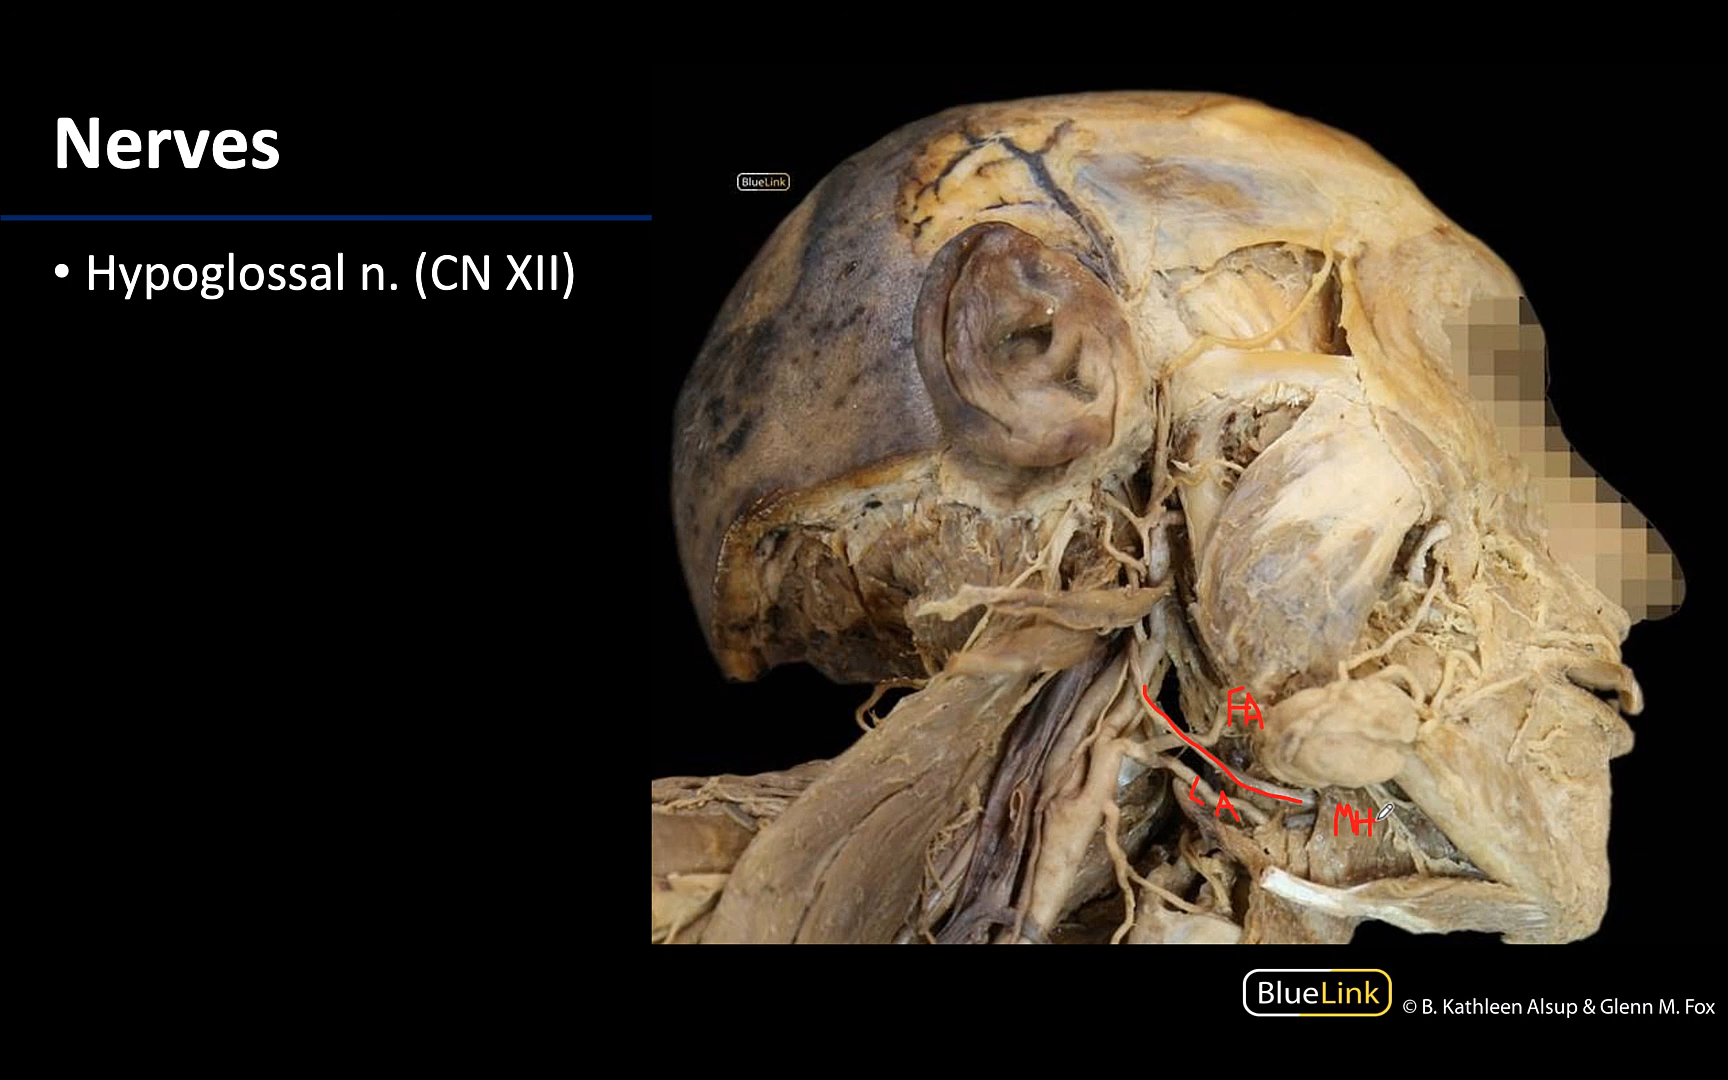 Nerves
• Hypoglossal n. (CN XII)
BlueLink
FA
LA
MH
BlueLink
© B. Kathleen Alsup & Glenn M. Fox